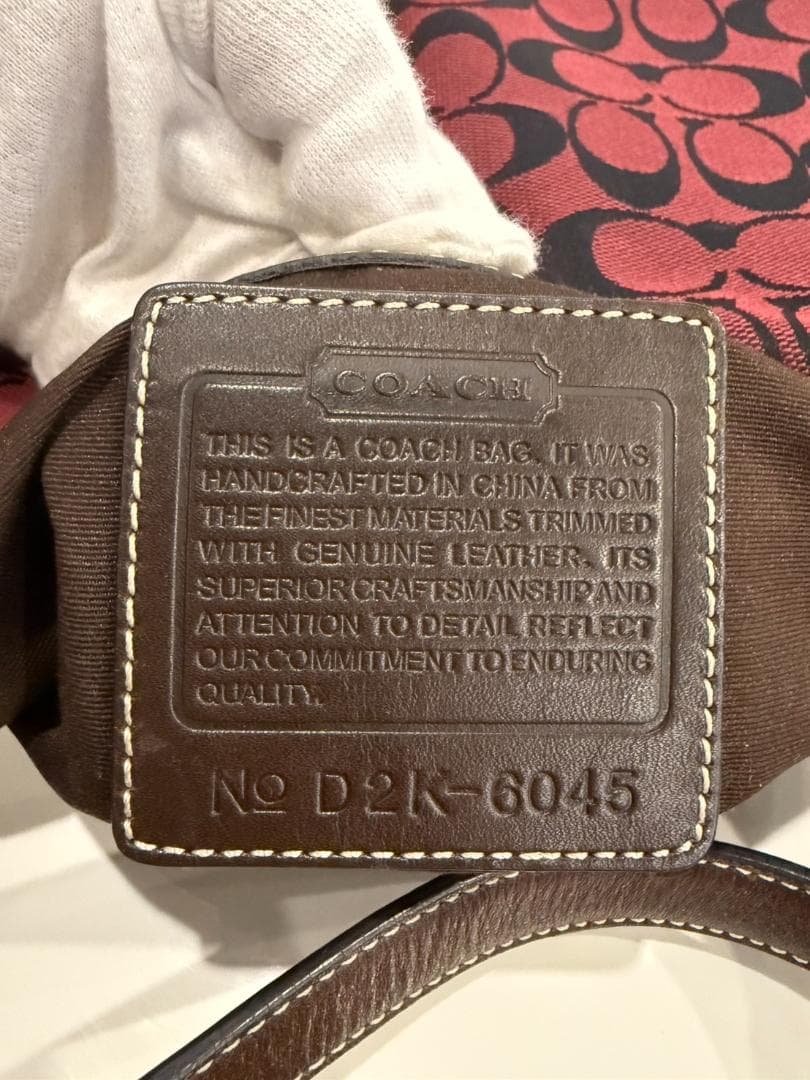 COACH
THIS IS A COACH BAG. IT WAS
HANDCRAFTED IN CHINA FROM
THE FINEST MATERIALS TRIMMED
WITH GENUINE LEATHER. ITS
SUPERIOR CRAFTSMANSHIP AND
ATTENTION TO DETAIL REFLECT
OUR COMMITMENT TO ENDURING
QUALITY.
No D2K-6045